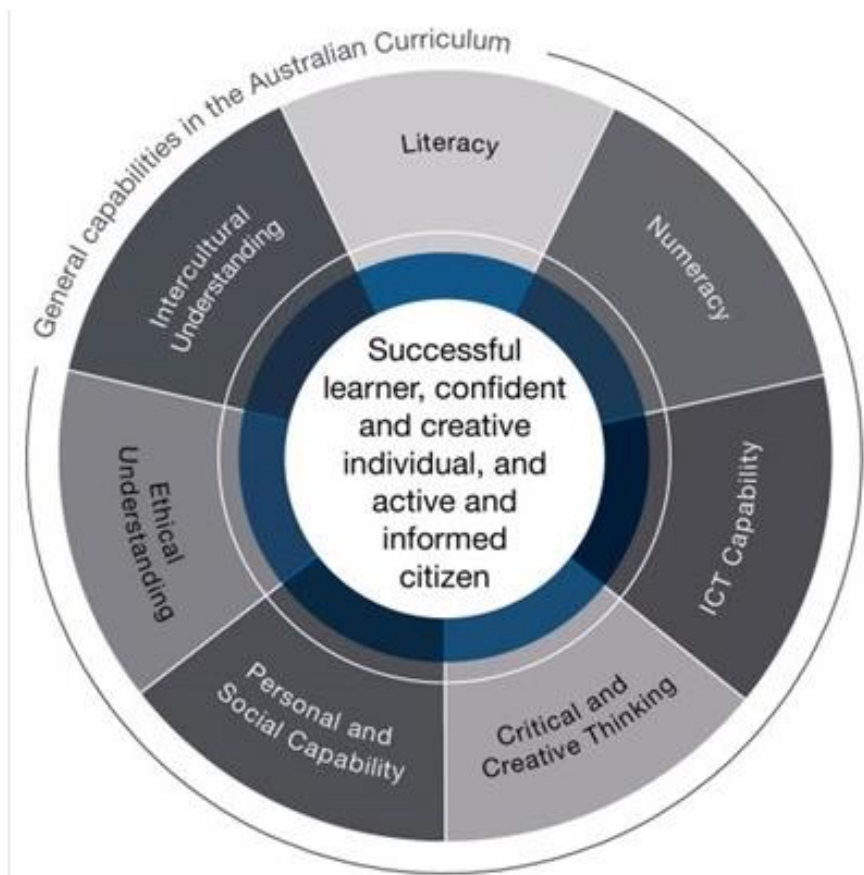 General capabilities in the Australian Curriculum
Literacy
Numeracy
ICT Capability
Critical and
Creative Thinking
Personal and
Social Capability
Ethical
Understanding
Intercultural
Understanding
Successful
learner, confident
and creative
individual, and
active and
informed
citizen